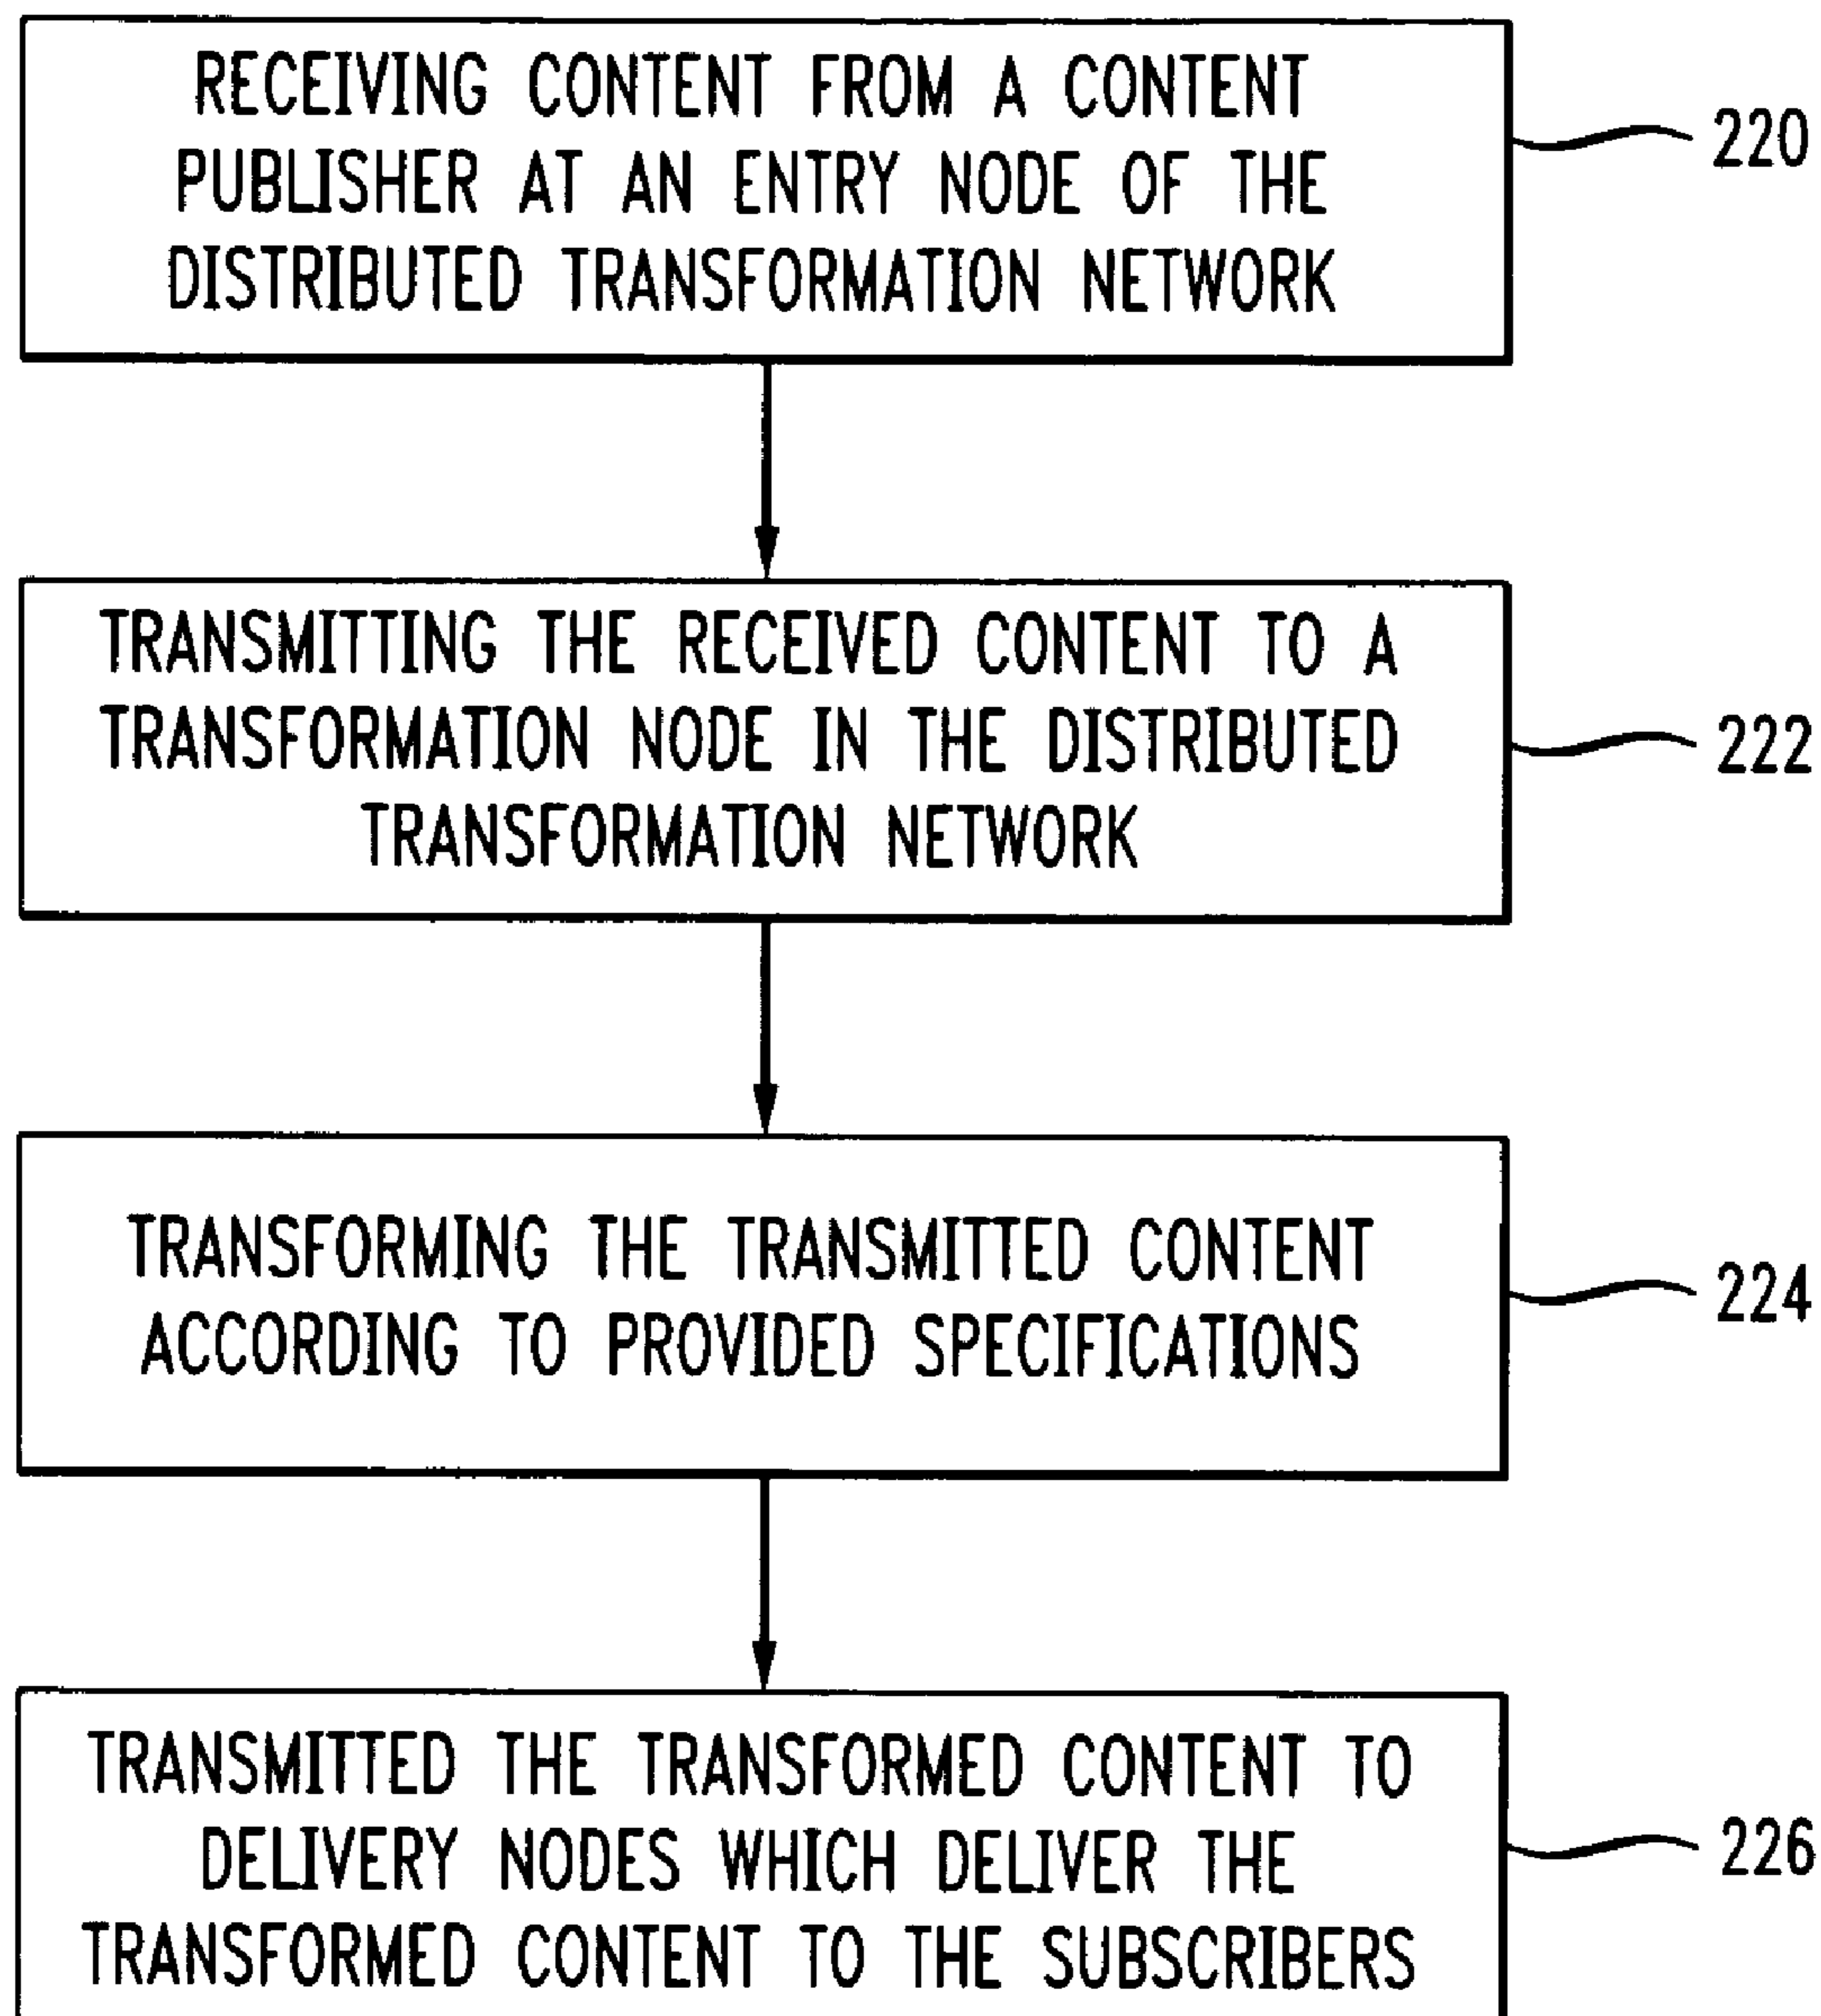 RECEIVING CONTENT FROM A CONTENT
PUBLISHER AT AN ENTRY NODE OF THE
DISTRIBUTED TRANSFORMATION NETWORK
220
TRANSMITTING THE RECEIVED CONTENT TO A
TRANSFORMATION NODE IN THE DISTRIBUTED
TRANSFORMATION NETWORK
222
TRANSFORMING THE TRANSMITTED CONTENT
ACCORDING TO PROVIDED SPECIFICATIONS
224
TRANSMITTED THE TRANSFORMED CONTENT TO
DELIVERY NODES WHICH DELIVER THE
TRANSFORMED CONTENT TO THE SUBSCRIBERS
226